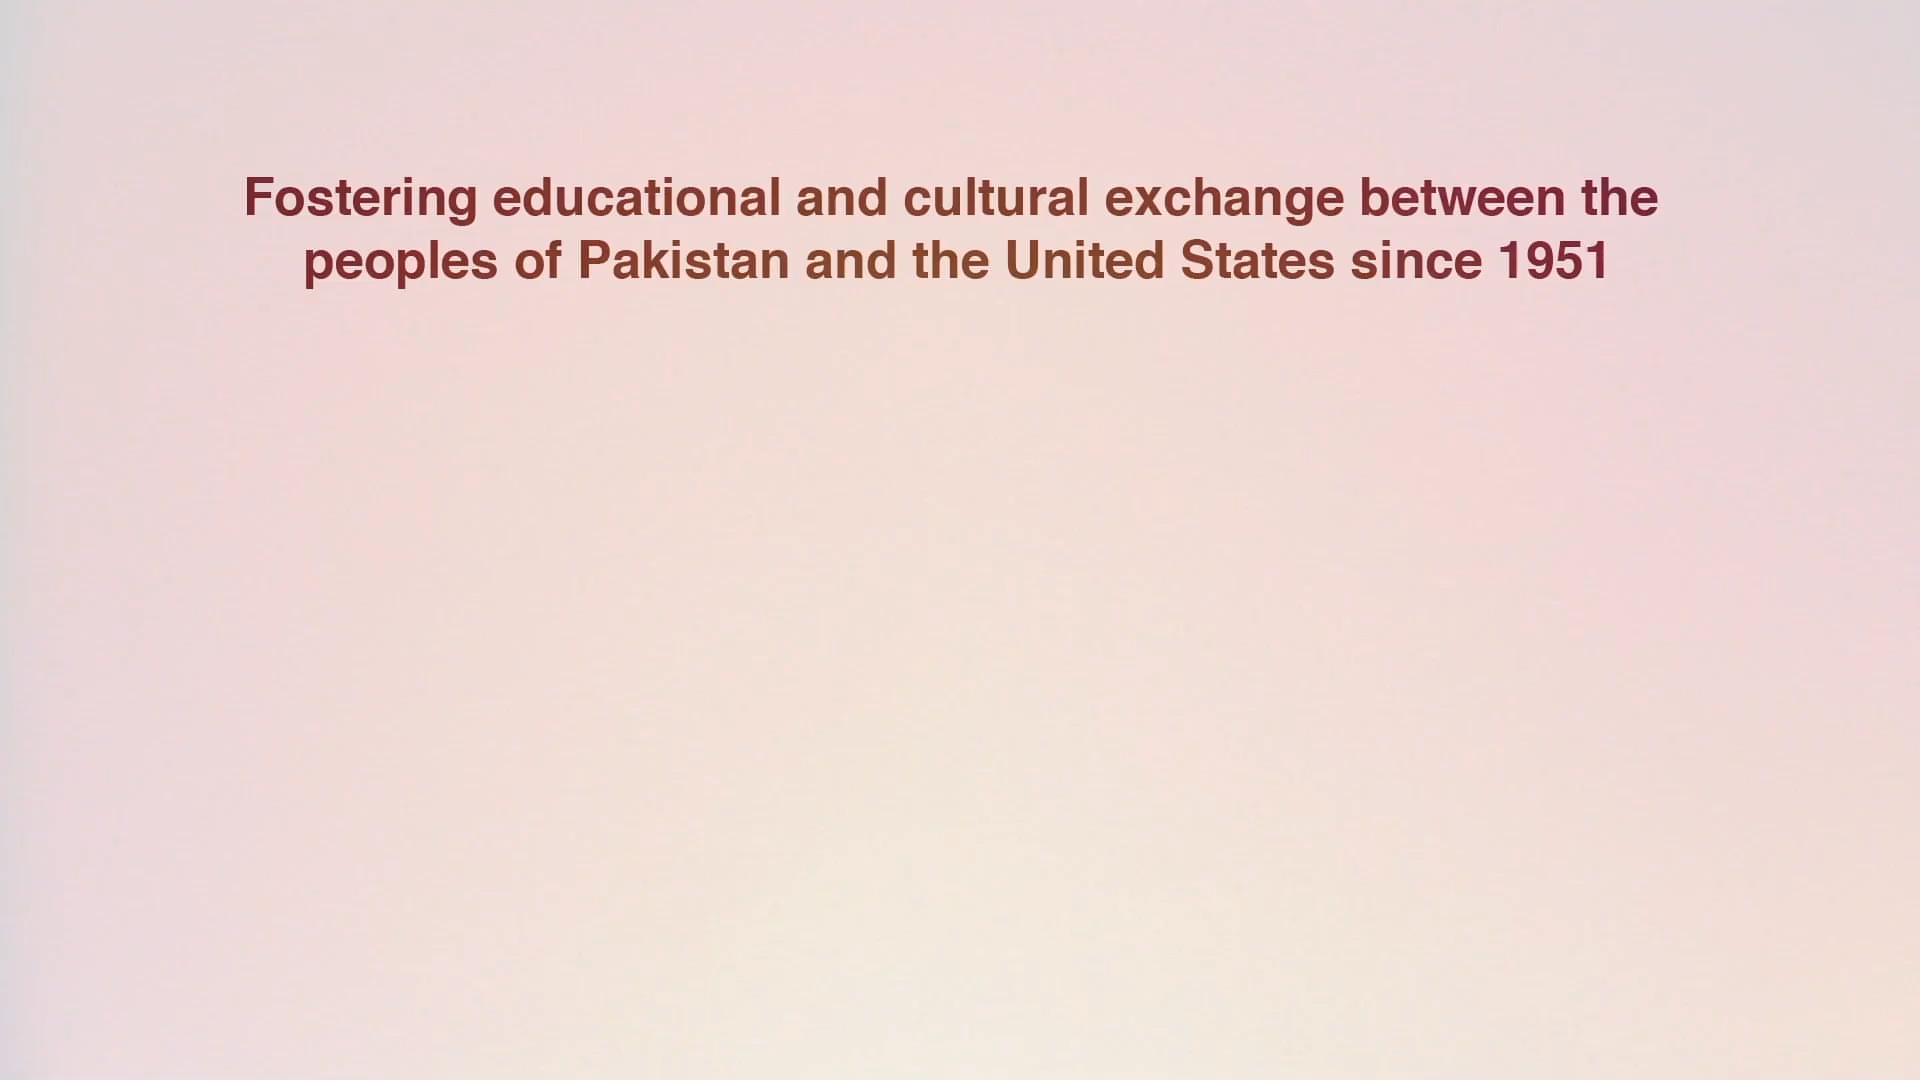 Fostering educational and cultural exchange between the
peoples of Pakistan and the United States since 1951